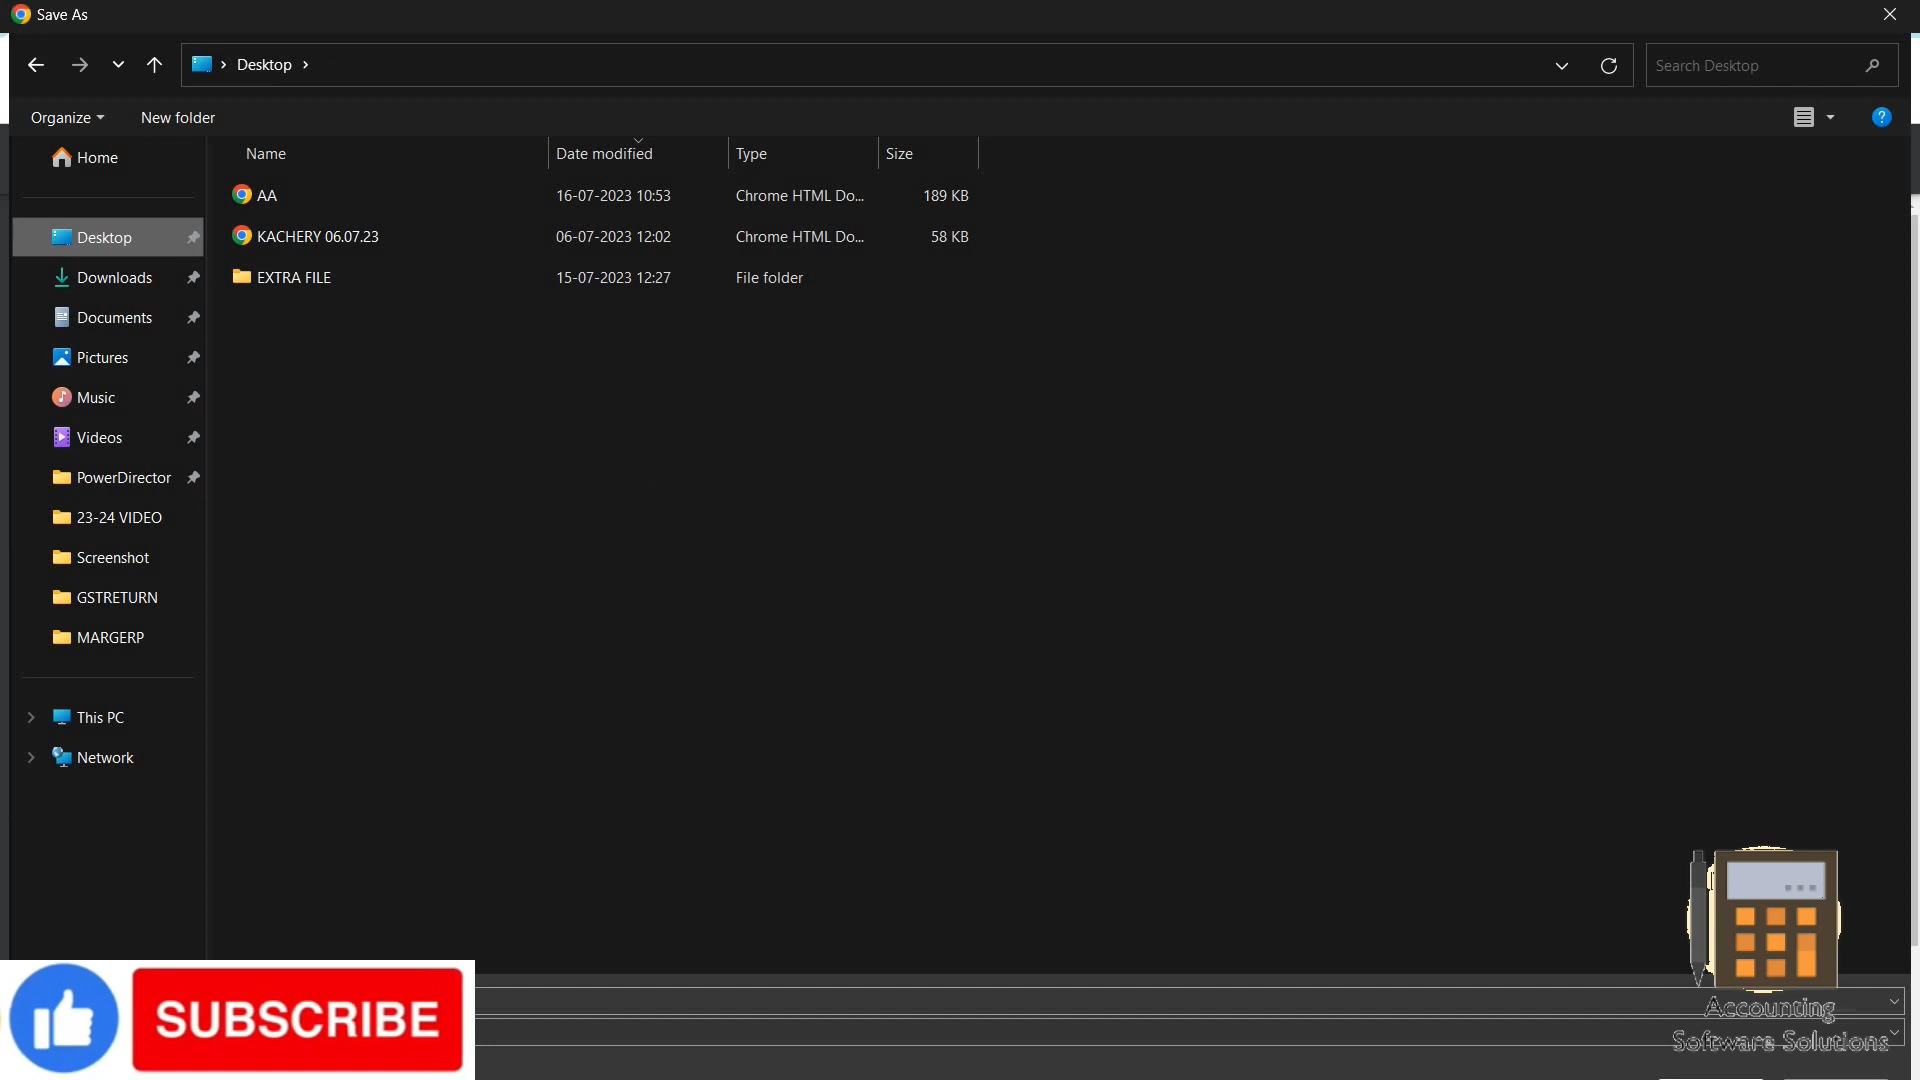 Save As
Desktop
Search Desktop
Organize
New folder
Name Date modified Type Size
Home
AA 16-07-2023 10:53 Chrome HTML Do... 189 KB
Desktop
KACHERY 06.07.23 06-07-2023 12:02 Chrome HTML Do... 58 KB
Downloads
EXTRA FILE 15-07-2023 12:27 File folder
Documents
Pictures
Music
Videos
PowerDirector
23-24 VIDEO
Screenshot
GSTRETURN
MARGERP
This PC
Network
SUBSCRIBE
Accounting
Software Solutions